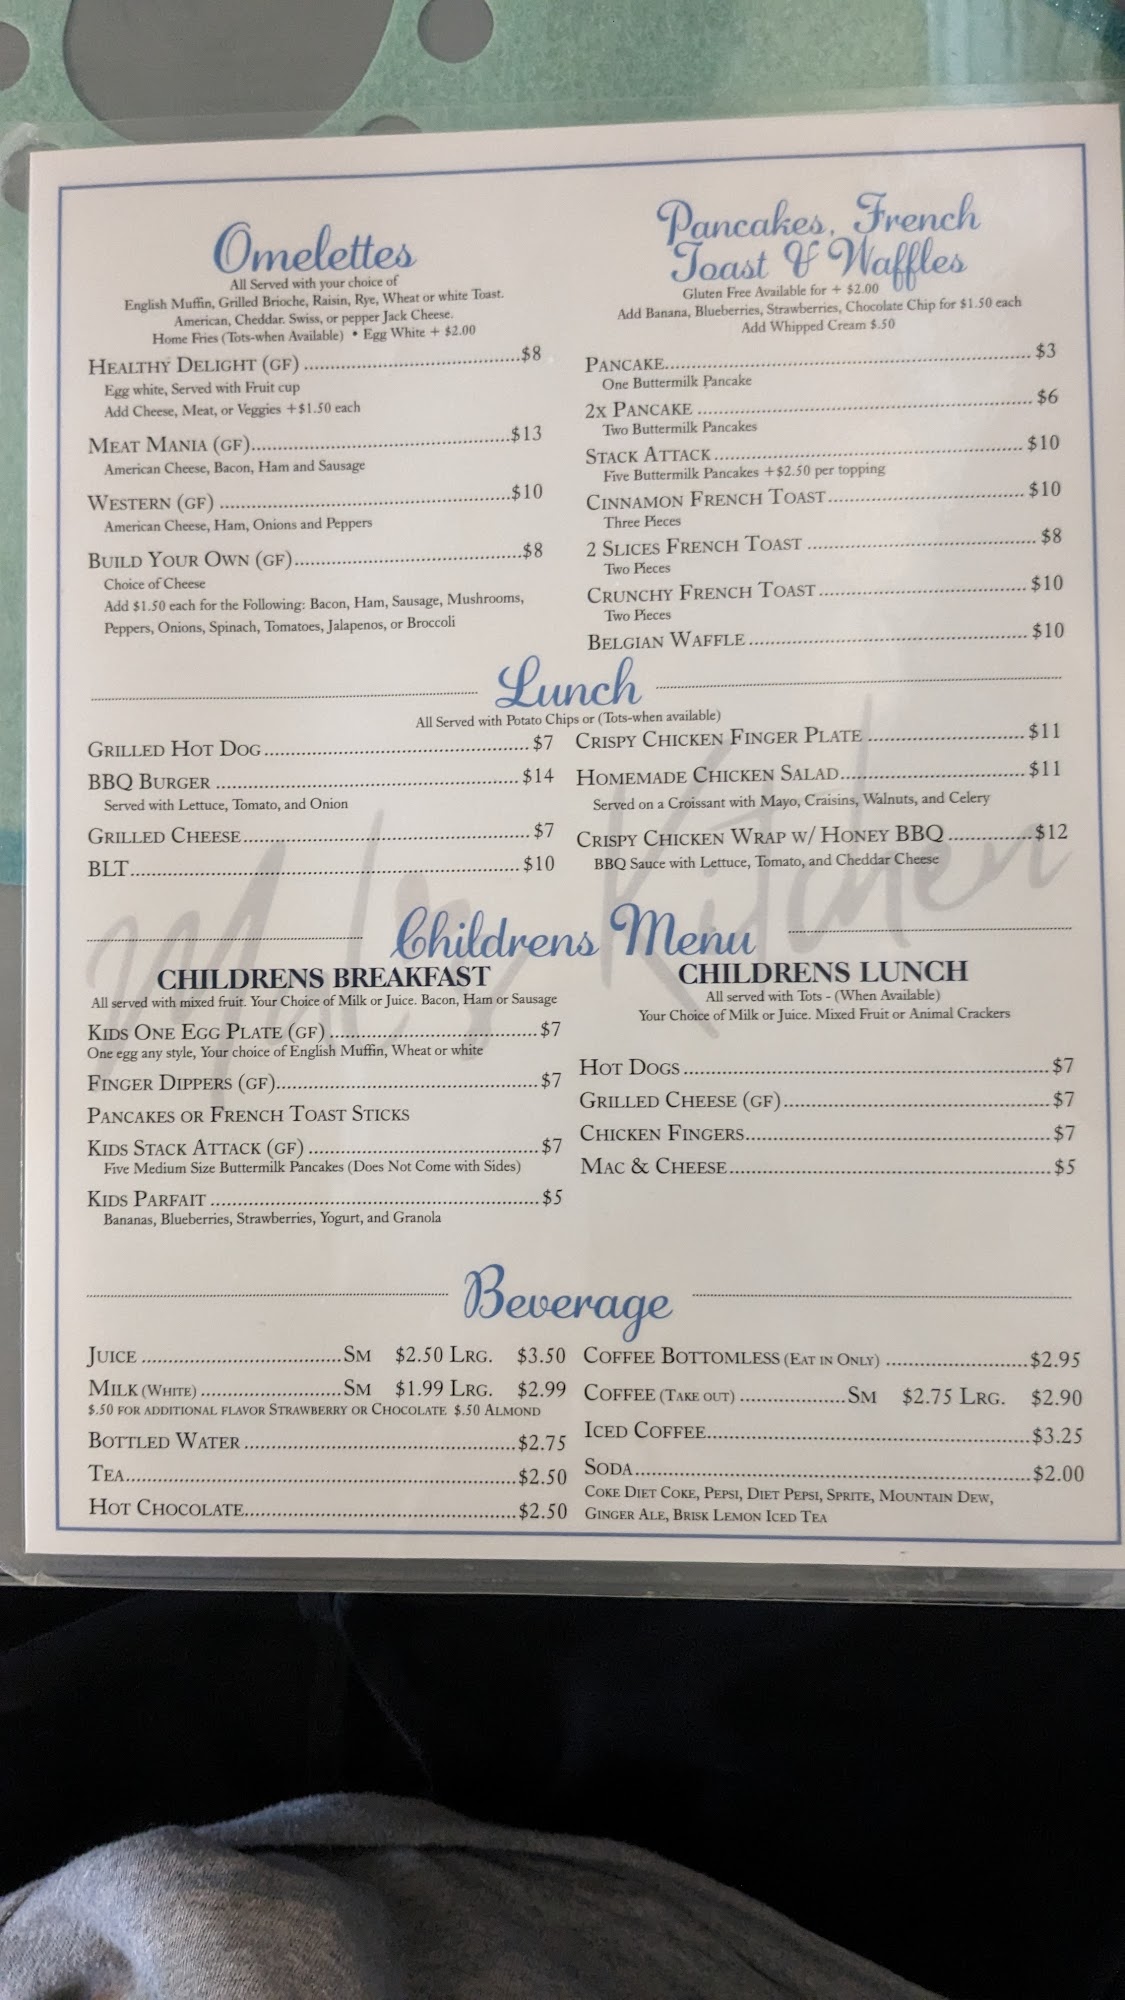 Omelettes
All Served with your choice of
English Muffin, Grilled Brioche, Raisin, Rye, Wheat or white Toast.
American, Cheddar. Swiss, or pepper Jack Cheese.
Home Fries (Tots-when Available) • Egg White + $2.00
HEALTHY DELIGHT (GF) ........ $8
Egg white, Served with Fruit cup
Add Cheese, Meat, or Veggies +$1.50 each
MEAT MANIA (GF) ........ $13
American Cheese, Bacon, Ham and Sausage
WESTERN (GF) ........ $10
American Cheese, Ham, Onions and Peppers
BUILD YOUR OWN (GF) ........ $8
Choice of Cheese
Add $1.50 each for the Following: Bacon, Ham, Sausage, Mushrooms,
Peppers, Onions, Spinach, Tomatoes, Jalapenos, or Broccoli
Pancakes, French
Toast & Waffles
Gluten Free Available for + $2.00
Add Banana, Blueberries, Strawberries, Chocolate Chip for $1.50 each
Add Whipped Cream $.50
PANCAKE ........ $3
One Buttermilk Pancake
2X PANCAKE ........ $6
Two Buttermilk Pancakes
STACK ATTACK ........ $10
Five Buttermilk Pancakes +$2.50 per topping
CINNAMON FRENCH TOAST ........ $10
Three Pieces
2 SLICES FRENCH TOAST ........ $8
Two Pieces
CRUNCHY FRENCH TOAST ........ $10
Two Pieces
BELGIAN WAFFLE ........ $10
Lunch
All Served with Potato Chips or (Tots-when available)
GRILLED HOT DOG ........ $7
BBQ BURGER ........ $14
Served with Lettuce, Tomato, and Onion
GRILLED CHEESE ........ $7
BLT ........ $10
CRISPY CHICKEN FINGER PLATE ........ $11
HOMEMADE CHICKEN SALAD ........ $11
Served on a Croissant with Mayo, Craisins, Walnuts, and Celery
CRISPY CHICKEN WRAP W/ HONEY BBQ ........ $12
BBQ Sauce with Lettuce, Tomato, and Cheddar Cheese
Mal's Kitchen
Childrens Menu
CHILDRENS BREAKFAST
All served with mixed fruit. Your Choice of Milk or Juice. Bacon, Ham or Sausage
KIDS ONE EGG PLATE (GF) ........ $7
One egg any style, Your choice of English Muffin, Wheat or white
FINGER DIPPERS (GF) ........ $7
PANCAKES OR FRENCH TOAST STICKS
KIDS STACK ATTACK (GF) ........ $7
Five Medium Size Buttermilk Pancakes (Does Not Come with Sides)
KIDS PARFAIT ........ $5
Bananas, Blueberries, Strawberries, Yogurt, and Granola
CHILDRENS LUNCH
All served with Tots - (When Available)
Your Choice of Milk or Juice. Mixed Fruit or Animal Crackers
HOT DOGS ........ $7
GRILLED CHEESE (GF) ........ $7
CHICKEN FINGERS ........ $7
MAC & CHEESE ........ $5
Beverage
JUICE ........ SM $2.50 LRG. $3.50
MILK (WHITE) ........ SM $1.99 LRG. $2.99
$.50 FOR ADDITIONAL FLAVOR STRAWBERRY OR CHOCOLATE $.50 ALMOND
BOTTLED WATER ........ $2.75
TEA ........ $2.50
HOT CHOCOLATE ........ $2.50
COFFEE BOTTOMLESS (EAT IN ONLY) ........ $2.95
COFFEE (TAKE OUT) ........ SM $2.75 LRG. $2.90
ICED COFFEE ........ $3.25
SODA ........ $2.00
COKE DIET COKE, PEPSI, DIET PEPSI, SPRITE, MOUNTAIN DEW,
GINGER ALE, BRISK LEMON ICED TEA